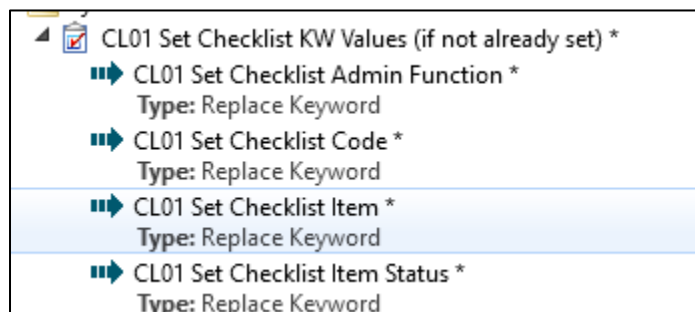 CL01 Set Checklist KW Values (if not already set) *
CL01 Set Checklist Admin Function *
Type: Replace Keyword
CL01 Set Checklist Code *
Type: Replace Keyword
CL01 Set Checklist Item *
Type: Replace Keyword
CL01 Set Checklist Item Status *
Type: Replace Keyword